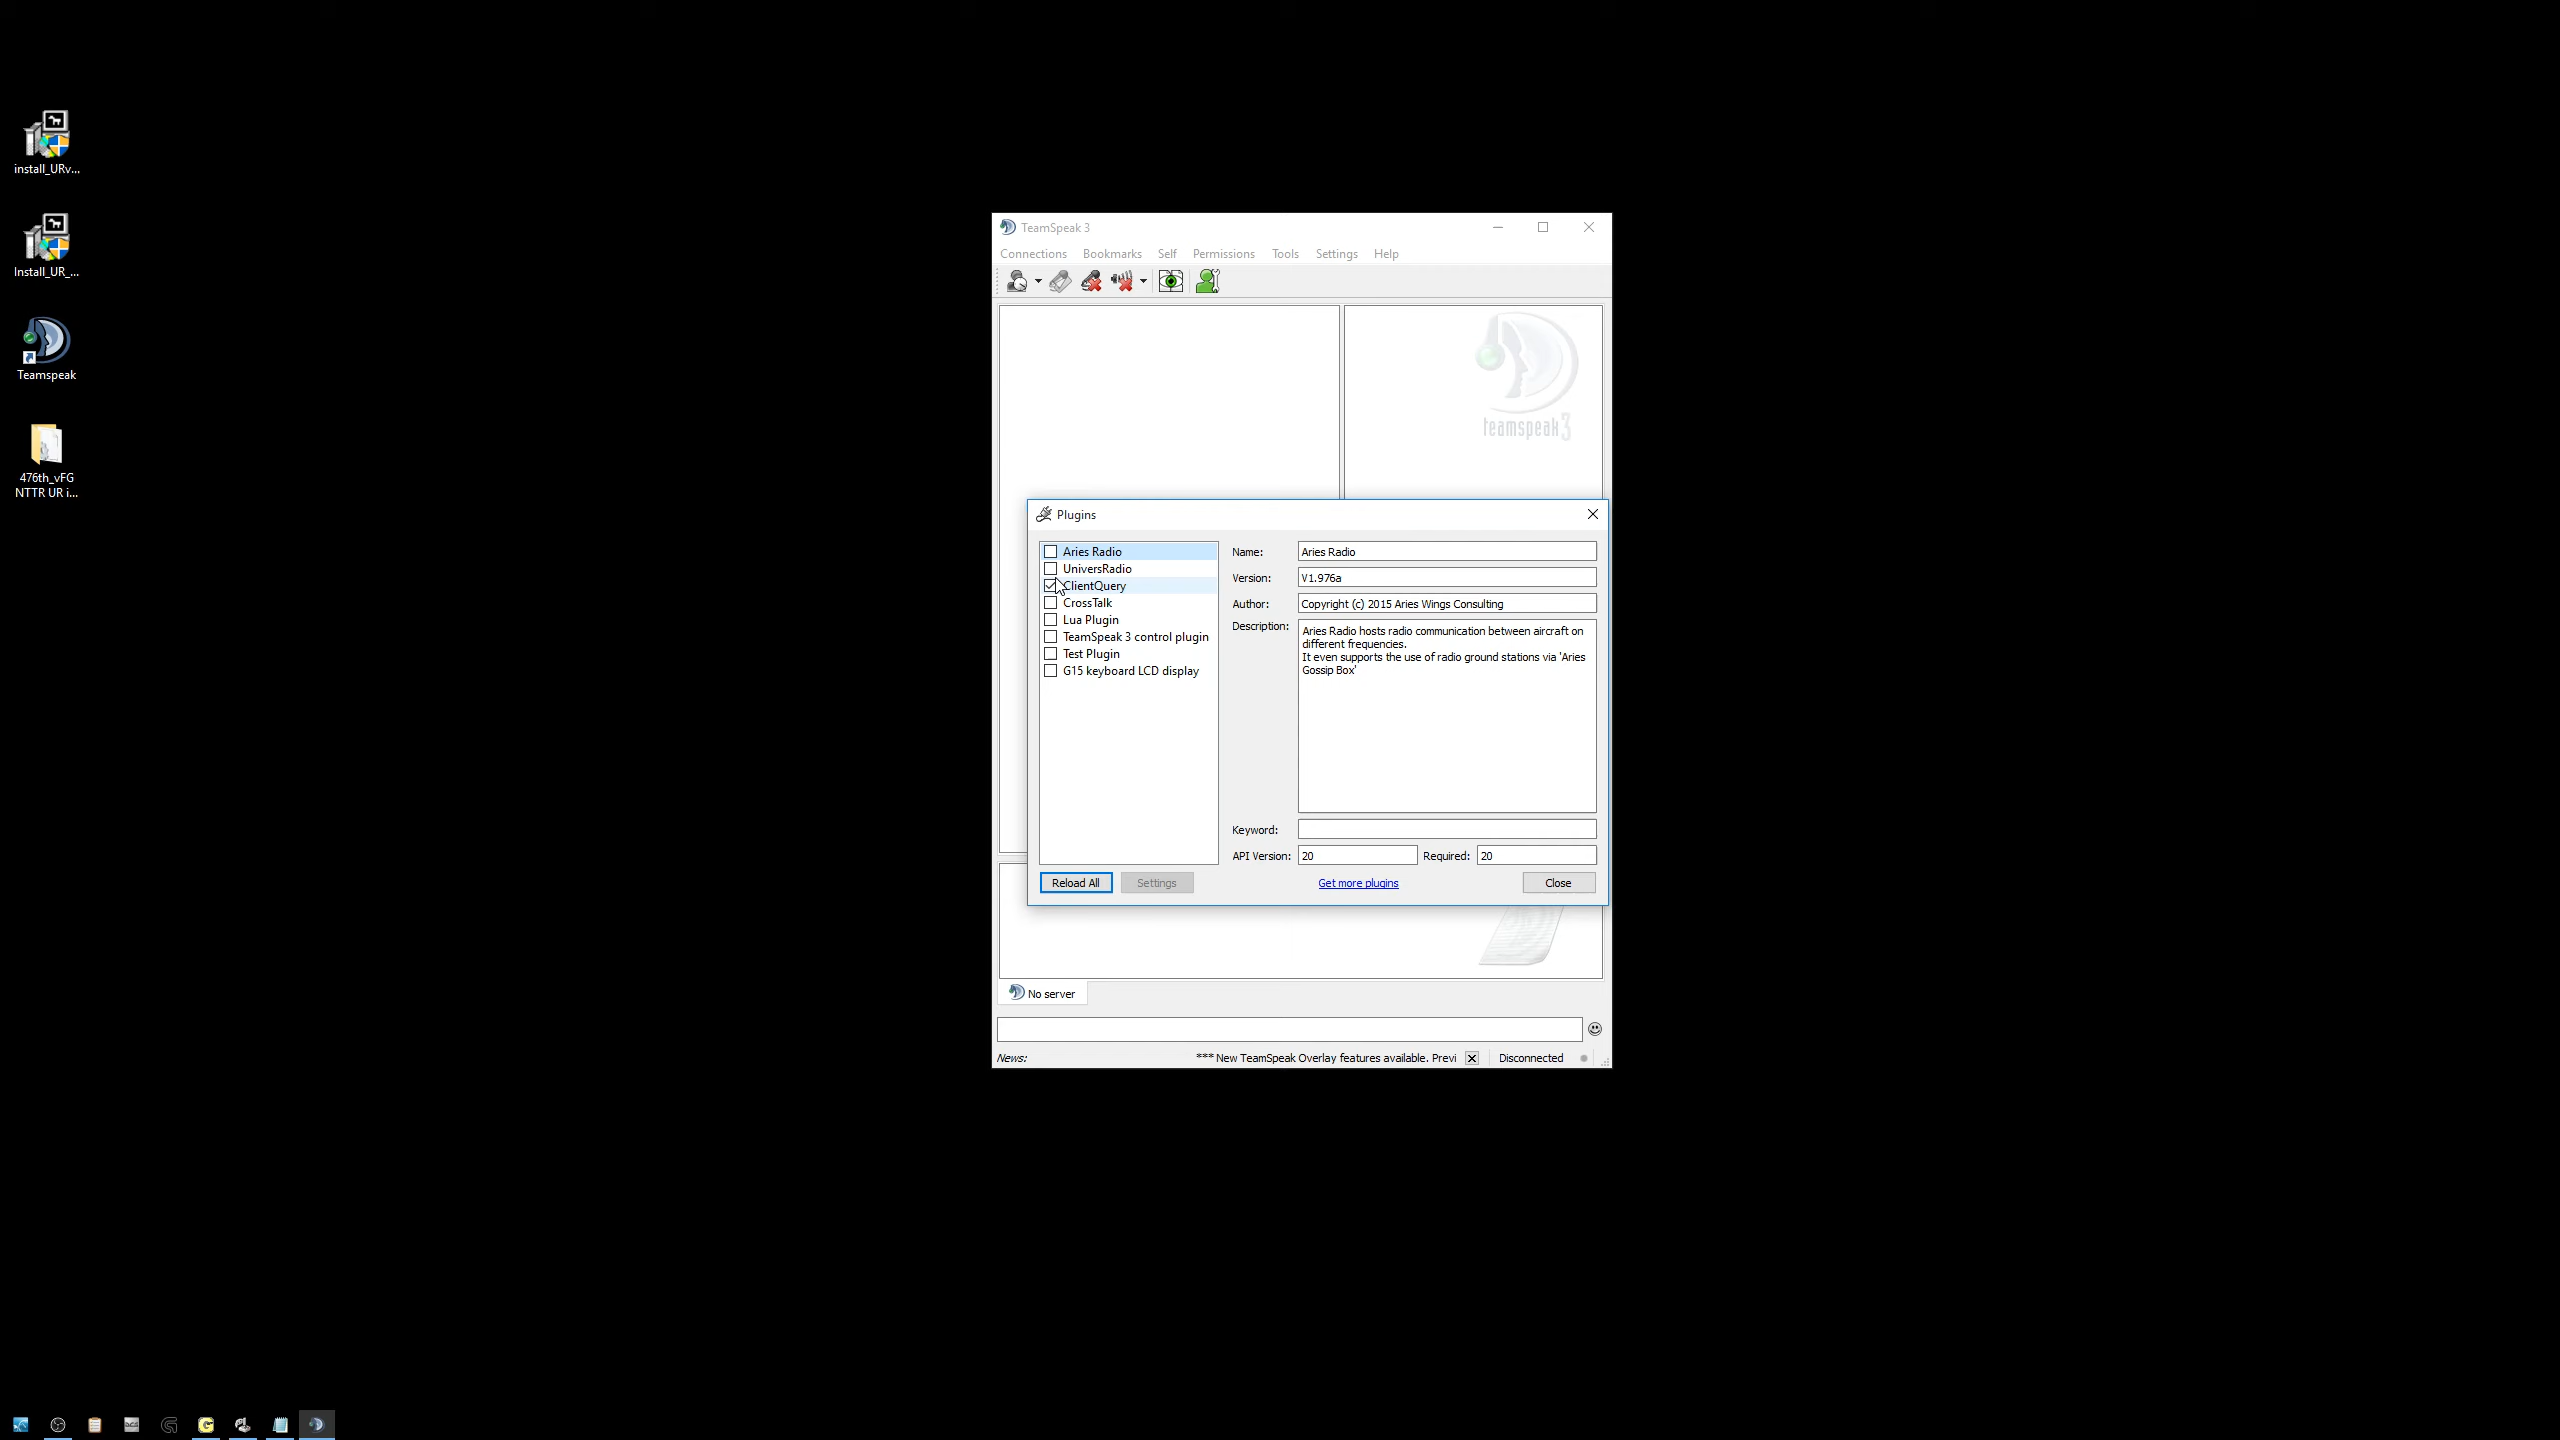 install_URv...
Install_UR_...
Teamspeak
476th_vFG
NTTR UR i...
TeamSpeak 3
Connections Bookmarks Self Permissions Tools Settings Help
teamspeak3
Plugins
Aries Radio
UniversRadio
ClientQuery
CrossTalk
Lua Plugin
TeamSpeak 3 control plugin
Test Plugin
G15 keyboard LCD display
Name: Aries Radio
Version: V1.976a
Author: Copyright (c) 2015 Aries Wings Consulting
Description: Aries Radio hosts radio communication between aircraft on
different frequencies.
It even supports the use of radio ground stations via 'Aries
Gossip Box'
Keyword:
API Version: 20 Required: 20
Reload All Settings Get more plugins Close
No server
News: *** New TeamSpeak Overlay features available. Previ Disconnected
DCS